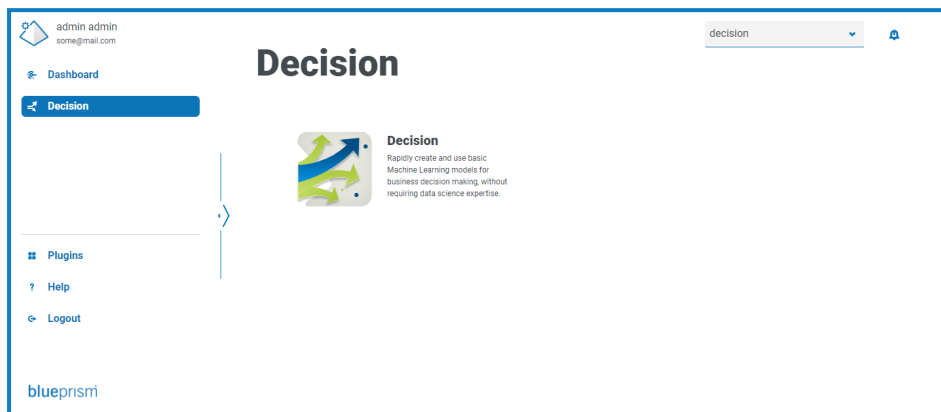 admin admin
some@mail.com
decision
Decision
Dashboard
Decision
Decision
Rapidly create and use basic
Machine Learning models for
business decision making, without
requiring data science expertise.
Plugins
? Help
Logout
blueprism